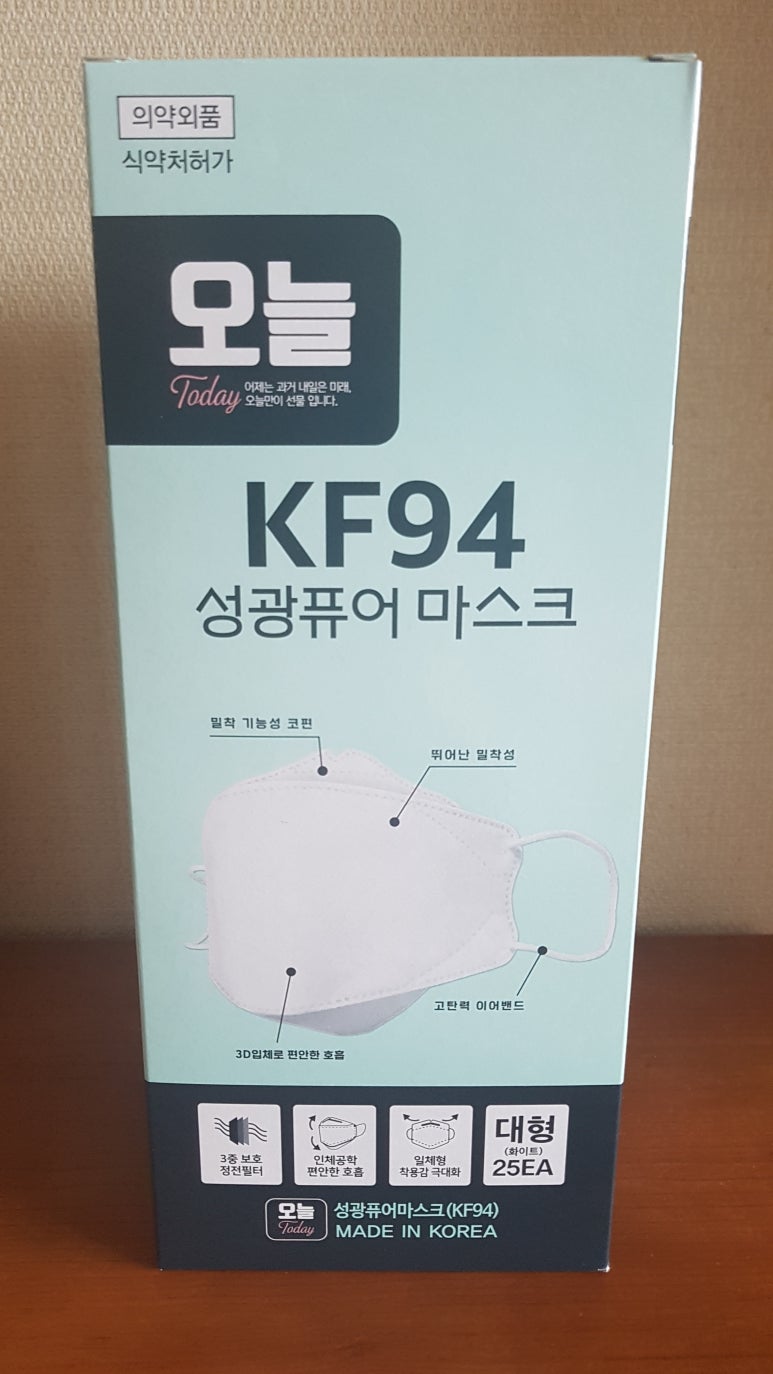 의약외품
식약처허가
오늘
Today
어제는 과거 내일은 미래,
오늘만이 선물 입니다.
KF94
성광퓨어 마스크
밀착 기능성 코편
뛰어난 밀착성
고탄력 이어밴드
3D입체로 편안한 호흡
3중 보호
정전필터
인체공학
편안한 호흡
일체형
착용감 극대화
대형
(화이트)
25EA
오늘
Today
성광퓨어마스크(KF94)
MADE IN KOREA